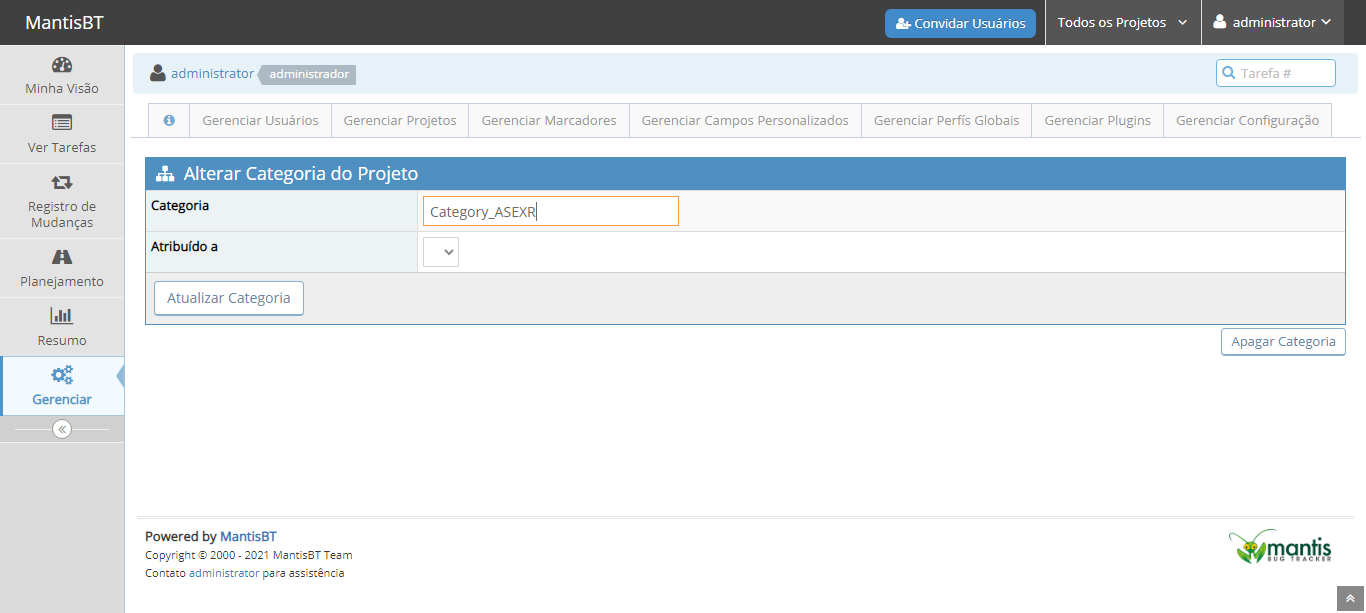 MantisBT
Convidar Usuários
Todos os Projetos
administrator
Minha Visão
Ver Tarefas
Registro de
Mudanças
Planejamento
Resumo
Gerenciar
administrator administrador
Tarefa #
Gerenciar Usuários
Gerenciar Projetos
Gerenciar Marcadores
Gerenciar Campos Personalizados
Gerenciar Perfís Globais
Gerenciar Plugins
Gerenciar Configuração
Alterar Categoria do Projeto
Categoria
Category_ASEXR
Atribuído a
Atualizar Categoria
Apagar Categoria
Powered by MantisBT
Copyright © 2000 - 2021 MantisBT Team
Contato administrator para assistência
mantis
BUG TRACKER